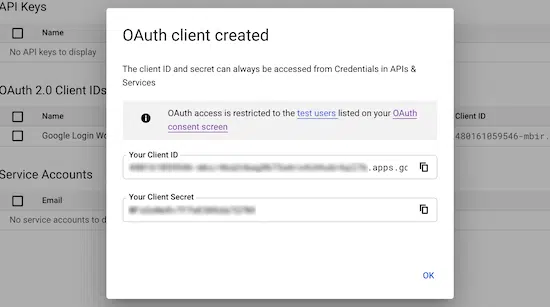 API Keys
Name
No API keys to display
OAuth 2.0 Client IDs
Name
Client ID
Google Login Wo
480161059546-mbir.
Service Accounts
Email
No service accounts to d
OAuth client created
The client ID and secret can always be accessed from Credentials in APIs &
Services
OAuth access is restricted to the test users listed on your OAuth
consent screen
Your Client ID
.apps.gc
Your Client Secret
OK